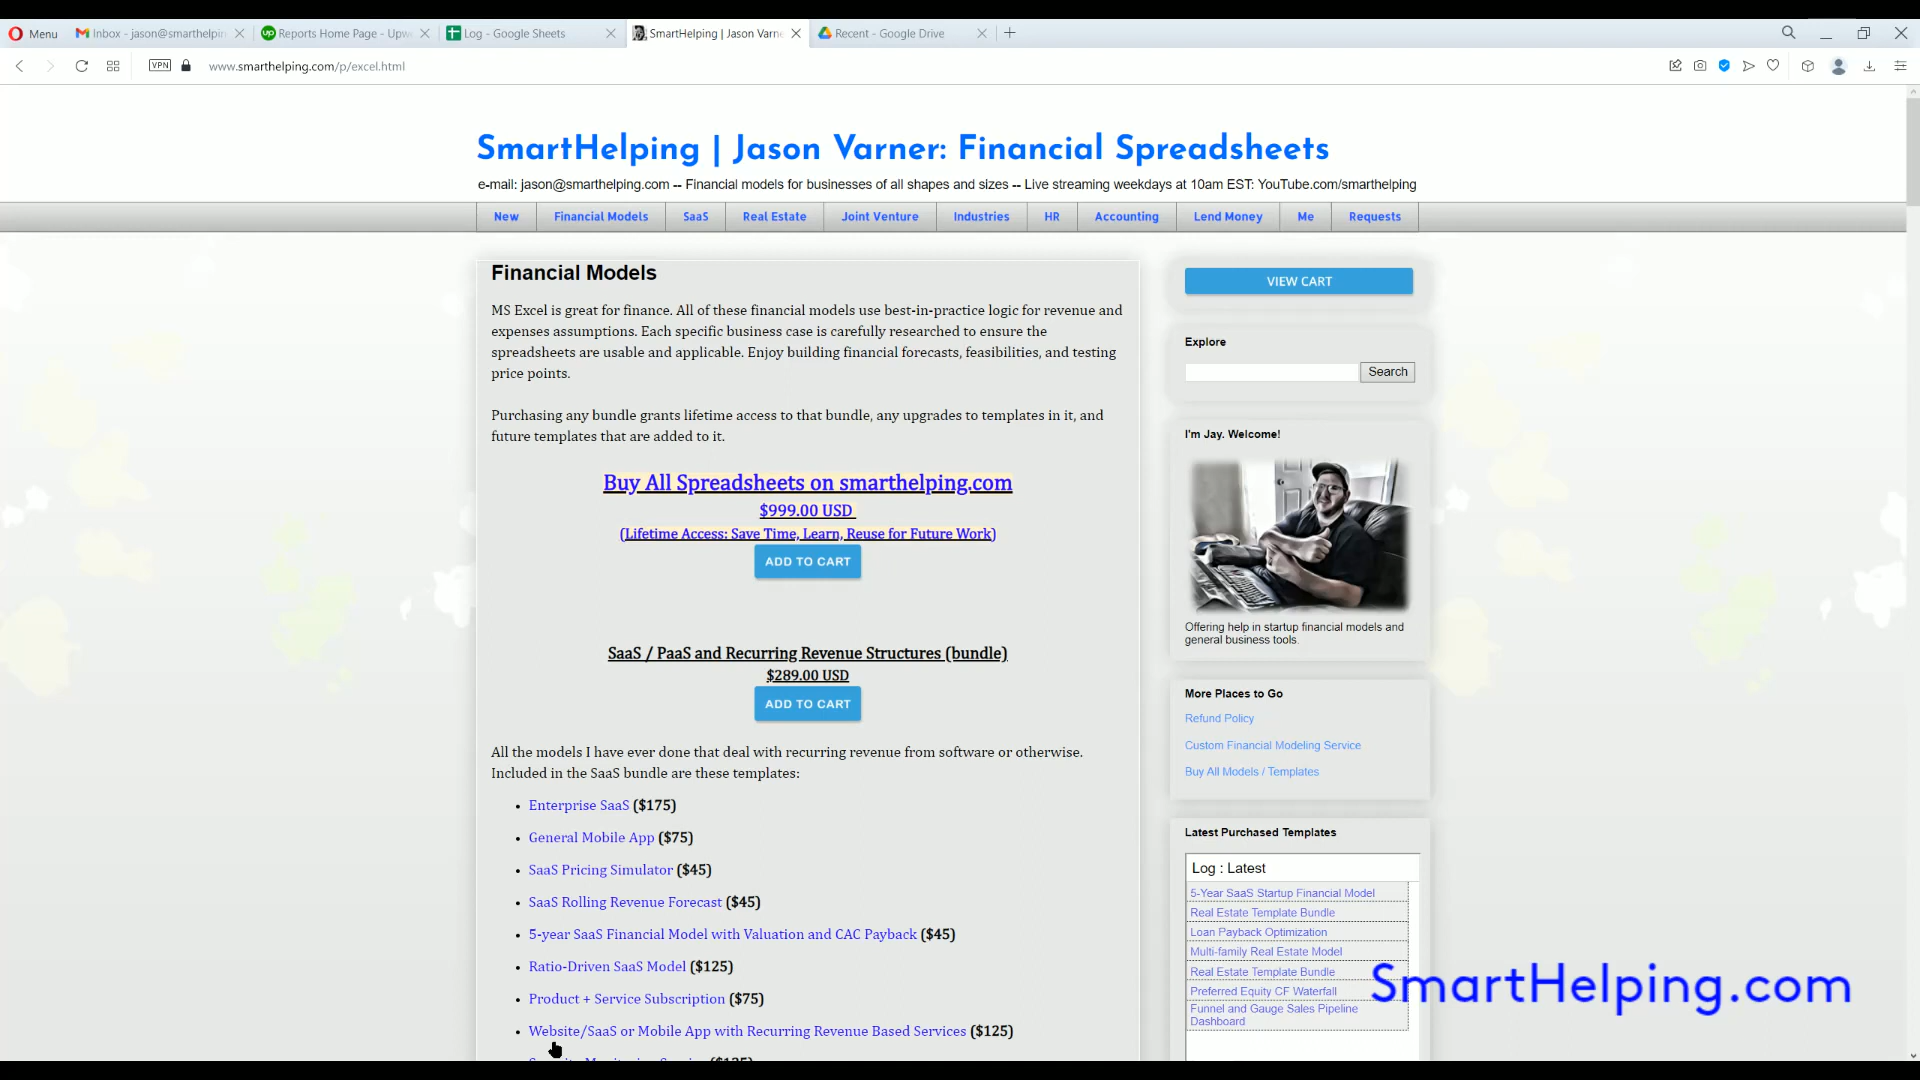 Menu
Inbox - jason@smarthelpin
Reports Home Page - Upw
Log - Google Sheets
SmartHelping | Jason Varne
Recent - Google Drive
VPN
www.smarthelping.com/p/excel.html
SmartHelping | Jason Varner: Financial Spreadsheets
e-mail: jason@smarthelping.com -- Financial models for businesses of all shapes and sizes -- Live streaming weekdays at 10am EST: YouTube.com/smarthelping
New
Financial Models
SaaS
Real Estate
Joint Venture
Industries
HR
Accounting
Lend Money
Me
Requests
Financial Models
MS Excel is great for finance. All of these financial models use best-in-practice logic for revenue and
expenses assumptions. Each specific business case is carefully researched to ensure the
spreadsheets are usable and applicable. Enjoy building financial forecasts, feasibilities, and testing
price points.
Purchasing any bundle grants lifetime access to that bundle, any upgrades to templates in it, and
future templates that are added to it.
Buy All Spreadsheets on smarthelping.com
$999.00 USD
(Lifetime Access: Save Time, Learn, Reuse for Future Work)
ADD TO CART
SaaS / PaaS and Recurring Revenue Structures (bundle)
$289.00 USD
ADD TO CART
All the models I have ever done that deal with recurring revenue from software or otherwise.
Included in the SaaS bundle are these templates:
• Enterprise SaaS ($175)
• General Mobile App ($75)
• SaaS Pricing Simulator ($45)
• SaaS Rolling Revenue Forecast ($45)
• 5-year SaaS Financial Model with Valuation and CAC Payback ($45)
• Ratio-Driven SaaS Model ($125)
• Product + Service Subscription ($75)
• Website/SaaS or Mobile App with Recurring Revenue Based Services ($125)
VIEW CART
Explore
Search
I'm Jay. Welcome!
Offering help in startup financial models and
general business tools.
More Places to Go
Refund Policy
Custom Financial Modeling Service
Buy All Models / Templates
Latest Purchased Templates
Log : Latest
5-Year SaaS Startup Financial Model
Real Estate Template Bundle
Loan Payback Optimization
Multi-family Real Estate Model
Real Estate Template Bundle
Preferred Equity CF Waterfall
Funnel and Gauge Sales Pipeline
Dashboard
SmartHelping.com